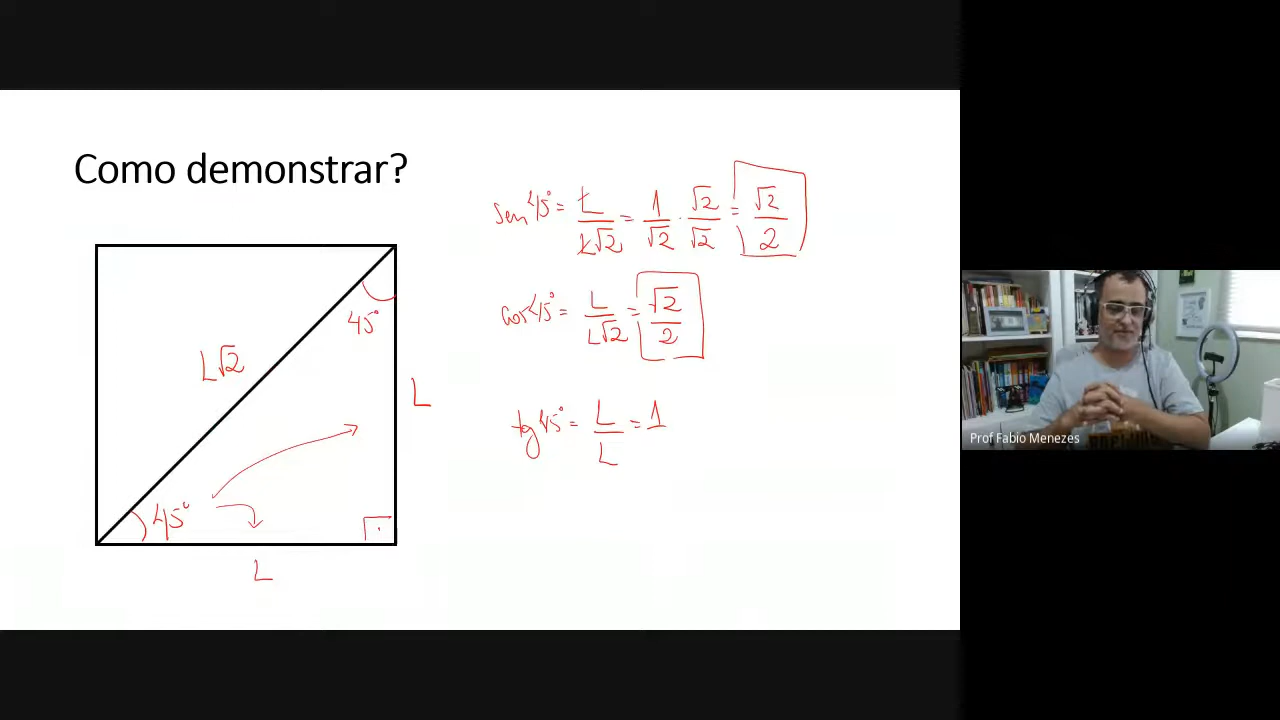 Como demonstrar?
sen 45° = L/L√2 = 1/√2 · √2/√2 = √2/2
cos 45° = L/L√2 = √2/2
tg 45° = L/L = 1
45°
L√2
L
45°
L
Prof Fabio Menezes